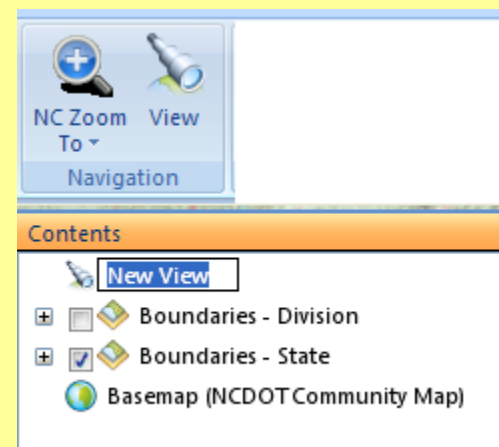 NC Zoom To
View
Navigation
Contents
New View
Boundaries - Division
Boundaries - State
Basemap (NCDOT Community Map)